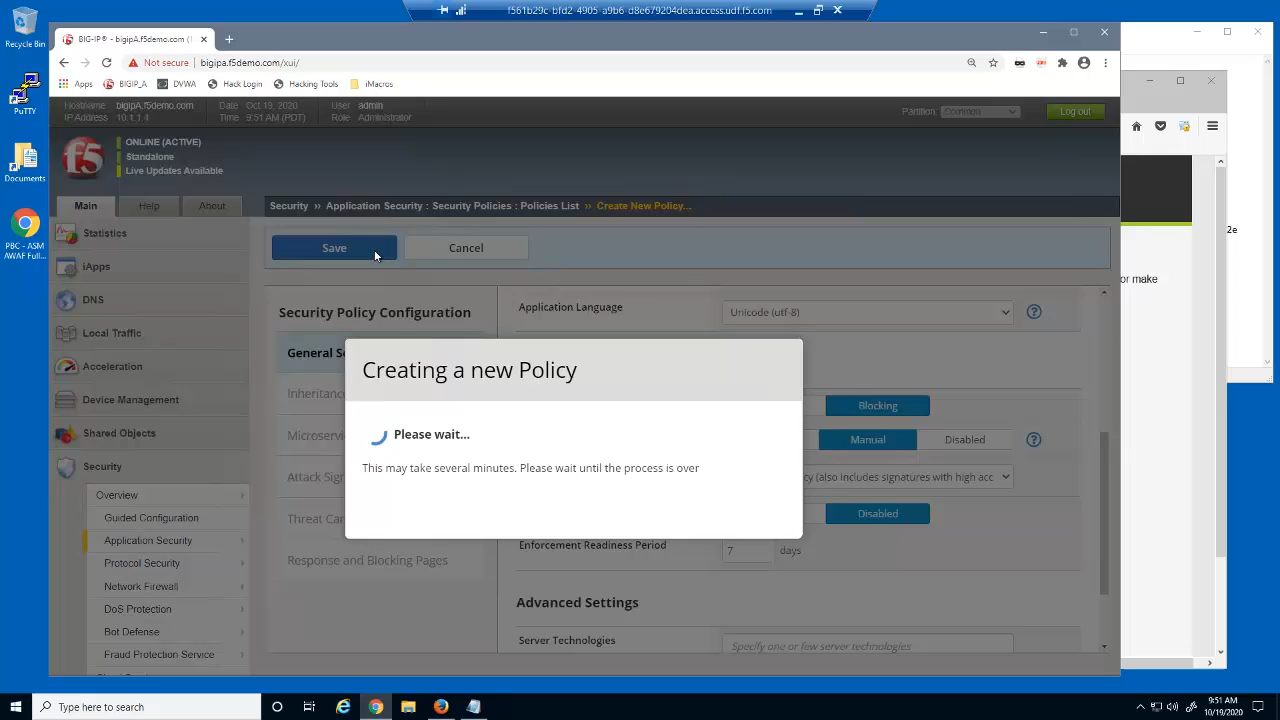 f561b29c-bfd2-4905-a9b6-d8e679204dea.access.udf.f5.com
Recycle Bin
PuTTY
Documents
PBC - ASM
AWAF Full...
BIG-IP® - bigipa.f5demo.com (
Not secure | bigipa.f5demo.com/xui/
Apps BIGIP_A DVWA Hack Login Hacking Tools iMacros
Hostname bigipA.f5demo.com Date Oct 19, 2020 User admin
IP Address 10.1.1.4 Time 9:51 AM (PDT) Role Administrator
Partition: Common Log out
f5
ONLINE (ACTIVE)
Standalone
Live Updates Available
Main Help About
Security ›› Application Security : Security Policies : Policies List ›› Create New Policy...
Statistics
iApps
DNS
Local Traffic
Acceleration
Device Management
Shared Objects
Security
Overview
Guided Configuration
Application Security
Protocol Security
Network Firewall
DoS Protection
Bot Defense
Fraud Protection Service
Save Cancel
Security Policy Configuration
General Se
Inheritanc
Microservi
Attack Sign
Threat Cam
Response and Blocking Pages
Application Language Unicode (utf-8)
Blocking
Manual Disabled
cy (also includes signatures with high acc
Disabled
Enforcement Readiness Period 7 days
Advanced Settings
Server Technologies Specify one or few server technologies
Creating a new Policy
Please wait...
This may take several minutes. Please wait until the process is over
2e
or make
Type here to search
9:51 AM
10/19/2020